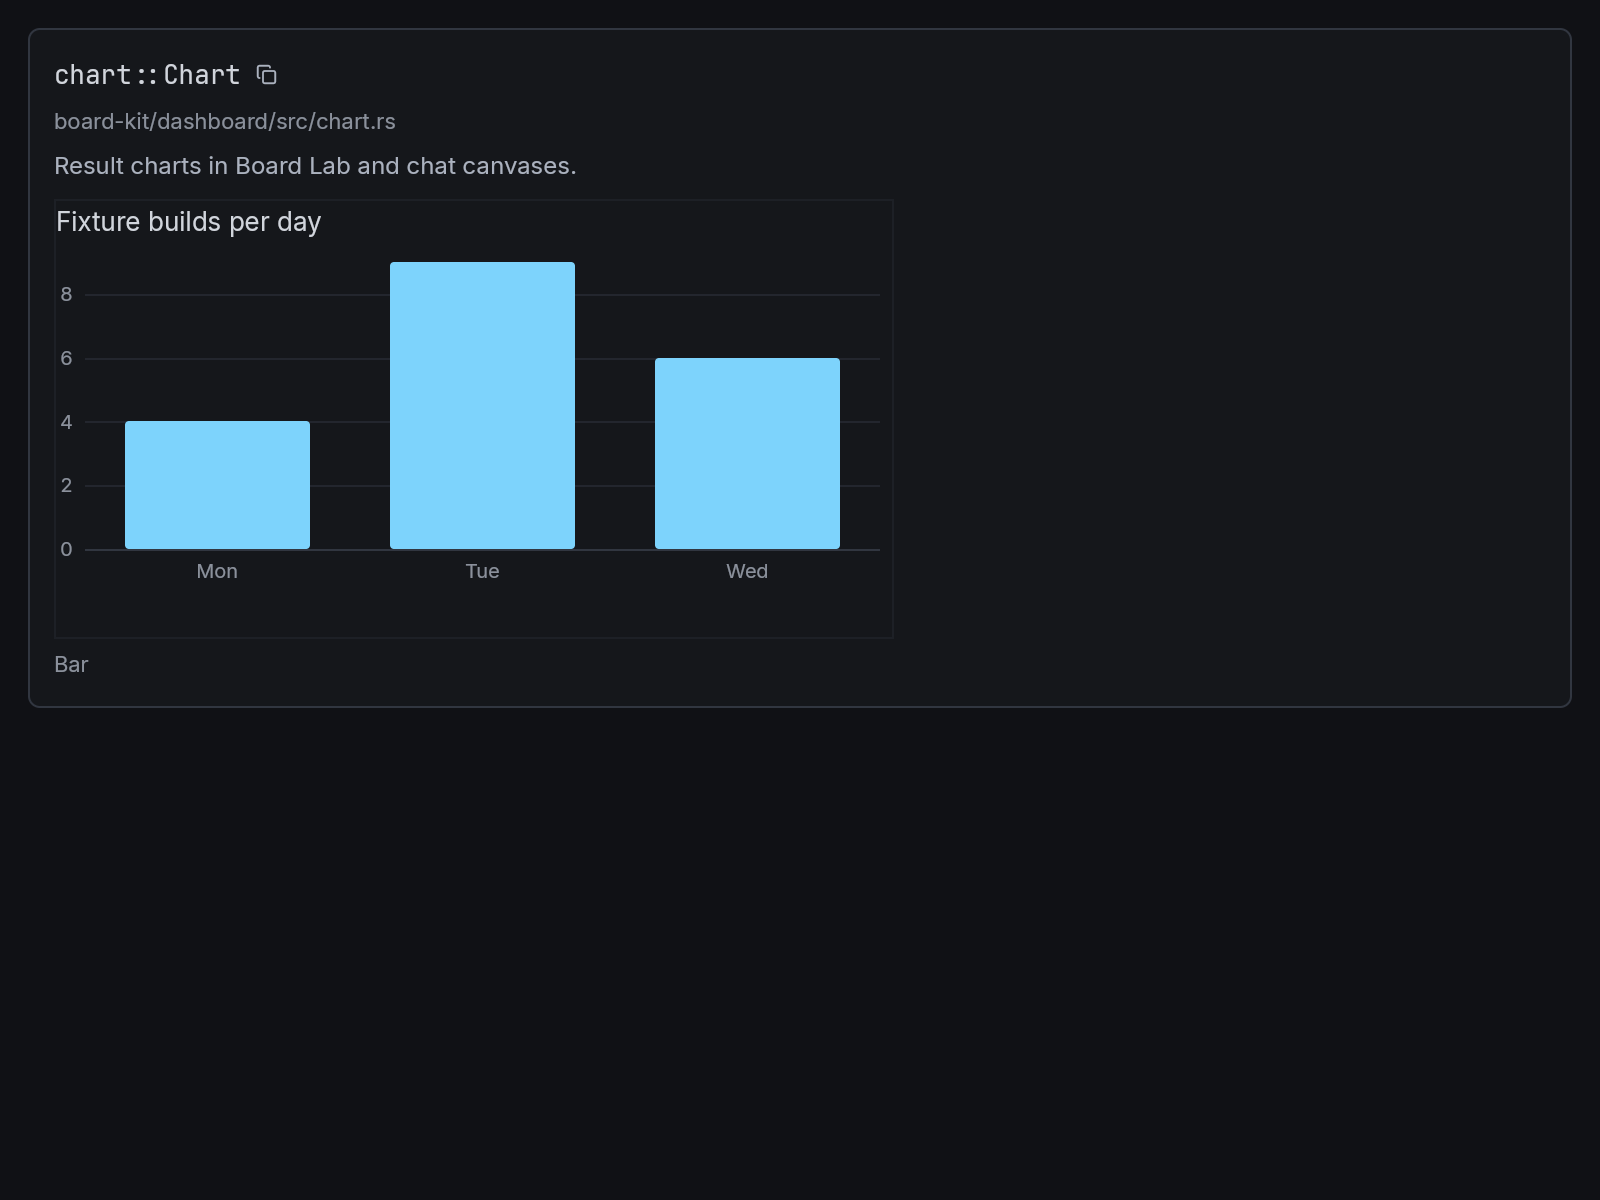 chart::Chart
board-kit/dashboard/src/chart.rs
Result charts in Board Lab and chat canvases.
Fixture builds per day
8
6
4
2
0
Mon Tue Wed
Bar